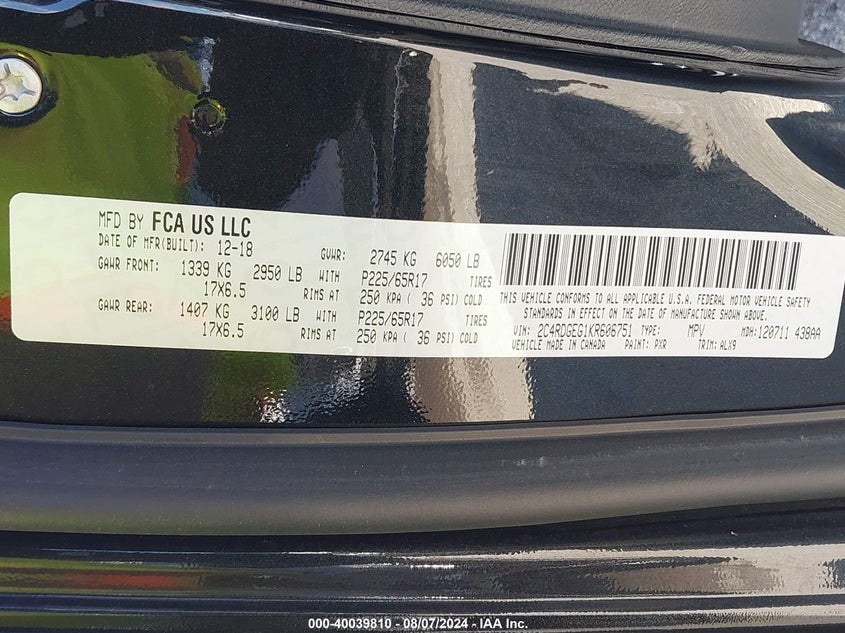 MFD BY FCA US LLC
DATE OF MFR(BUILT): 12-18 GVWR: 2745 KG 6050 LB
GAWR FRONT: 1339 KG 2950 LB WITH P225/65R17 TIRES
17X6.5 RIMS AT 250 KPA ( 36 PSI) COLD
GAWR REAR: 1407 KG 3100 LB WITH P225/65R17 TIRES
17X6.5 RIMS AT 250 KPA ( 36 PSI) COLD
THIS VEHICLE CONFORMS TO ALL APPLICABLE U.S.A. FEDERAL MOTOR VEHICLE SAFETY
STANDARDS IN EFFECT ON THE DATE OF MANUFACTURE SHOWN ABOVE.
VIN: 2C4RDGEG1KR606751 TYPE: MPV MDH:120711 438AA
VEHICLE MADE IN CANADA PAINT: PXR TRIM: ALX9
000-40039810 - 08/07/2024 - IAA Inc.